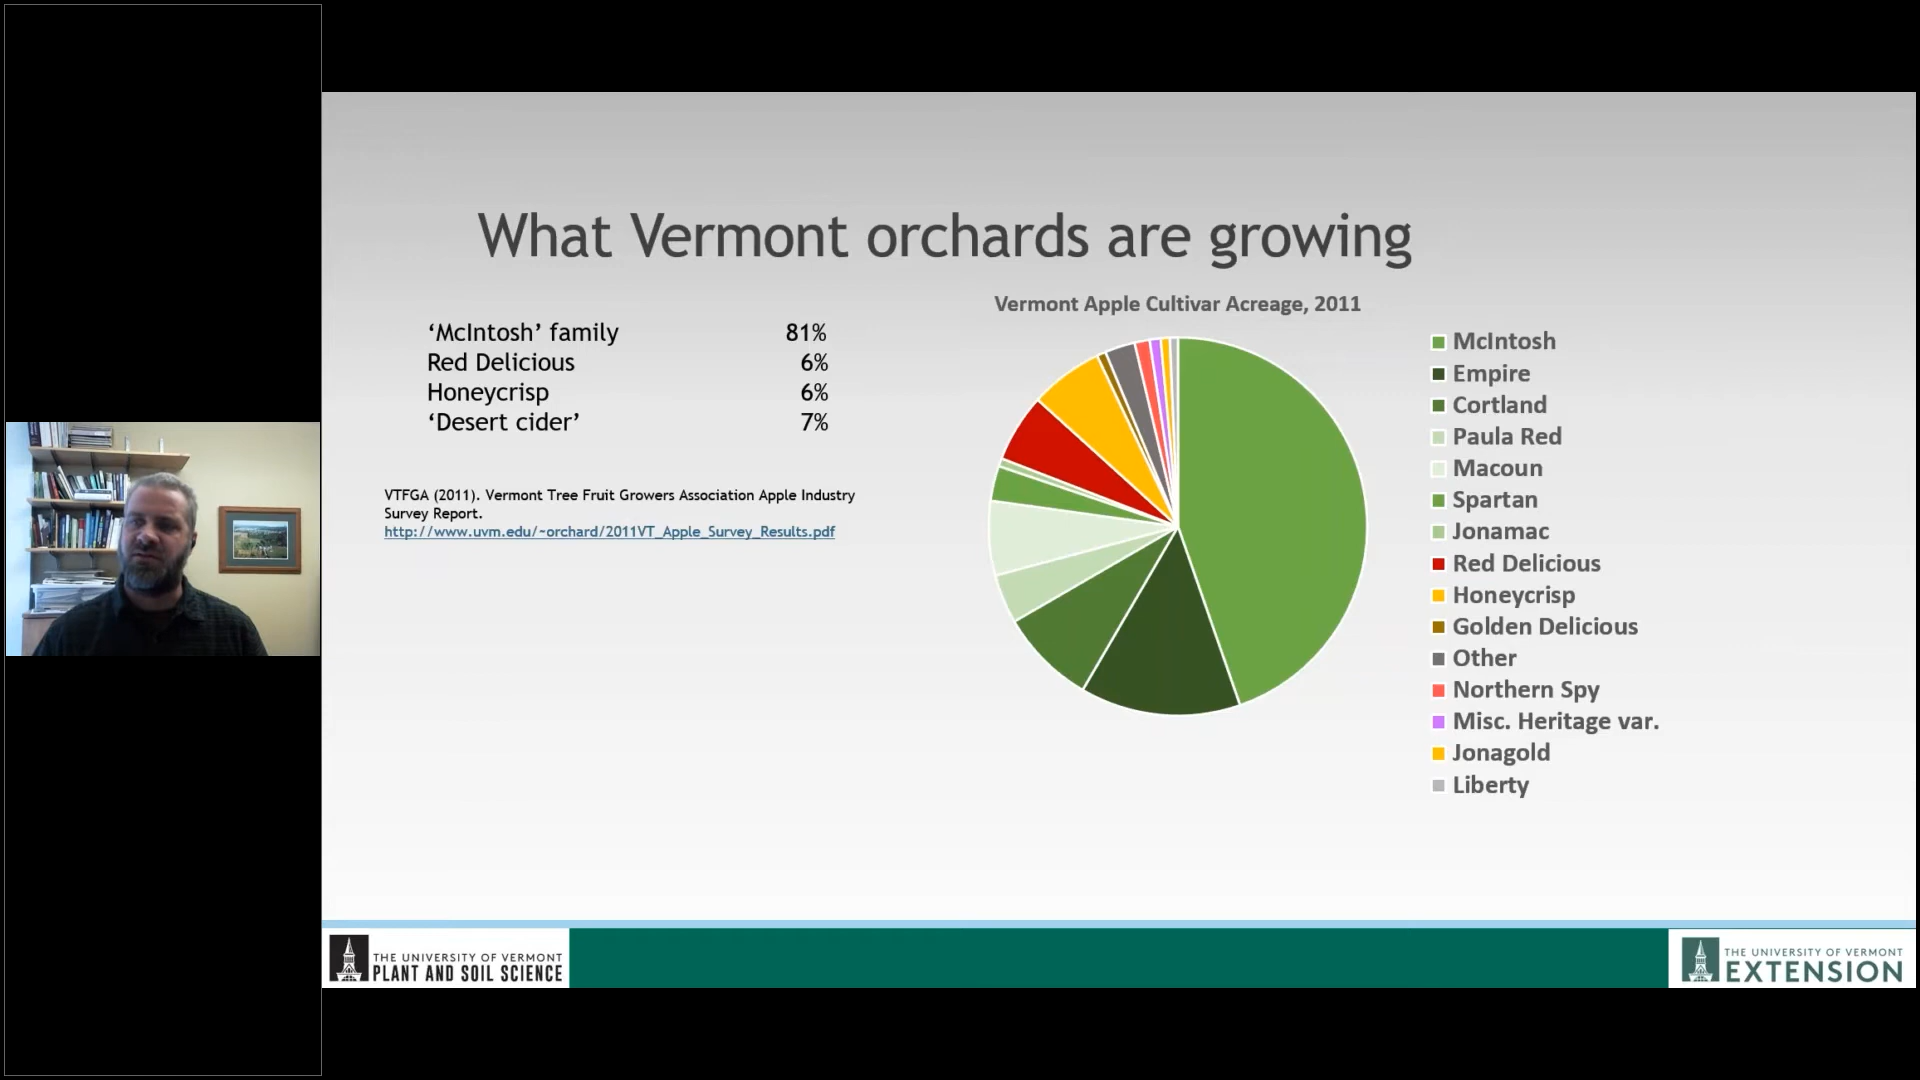 What Vermont orchards are growing
‘McIntosh’ family 81%
Red Delicious 6%
Honeycrisp 6%
‘Desert cider’ 7%
VTFGA (2011). Vermont Tree Fruit Growers Association Apple Industry
Survey Report.
http://www.uvm.edu/~orchard/2011VT_Apple_Survey_Results.pdf
Vermont Apple Cultivar Acreage, 2011
McIntosh
Empire
Cortland
Paula Red
Macoun
Spartan
Jonamac
Red Delicious
Honeycrisp
Golden Delicious
Other
Northern Spy
Misc. Heritage var.
Jonagold
Liberty
THE UNIVERSITY OF VERMONT
PLANT AND SOIL SCIENCE
THE UNIVERSITY OF VERMONT
EXTENSION